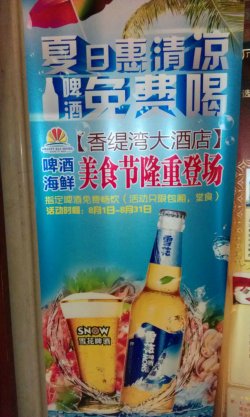 夏日惠清凉
啤酒
免费喝
【香缇湾大酒店】
啤酒
海鲜
美食节隆重登场
指定啤酒免费畅饮（活动只限包厢，堂食）
活动时间：8月1日-8月31日
雪花
SNOW
雪花啤酒